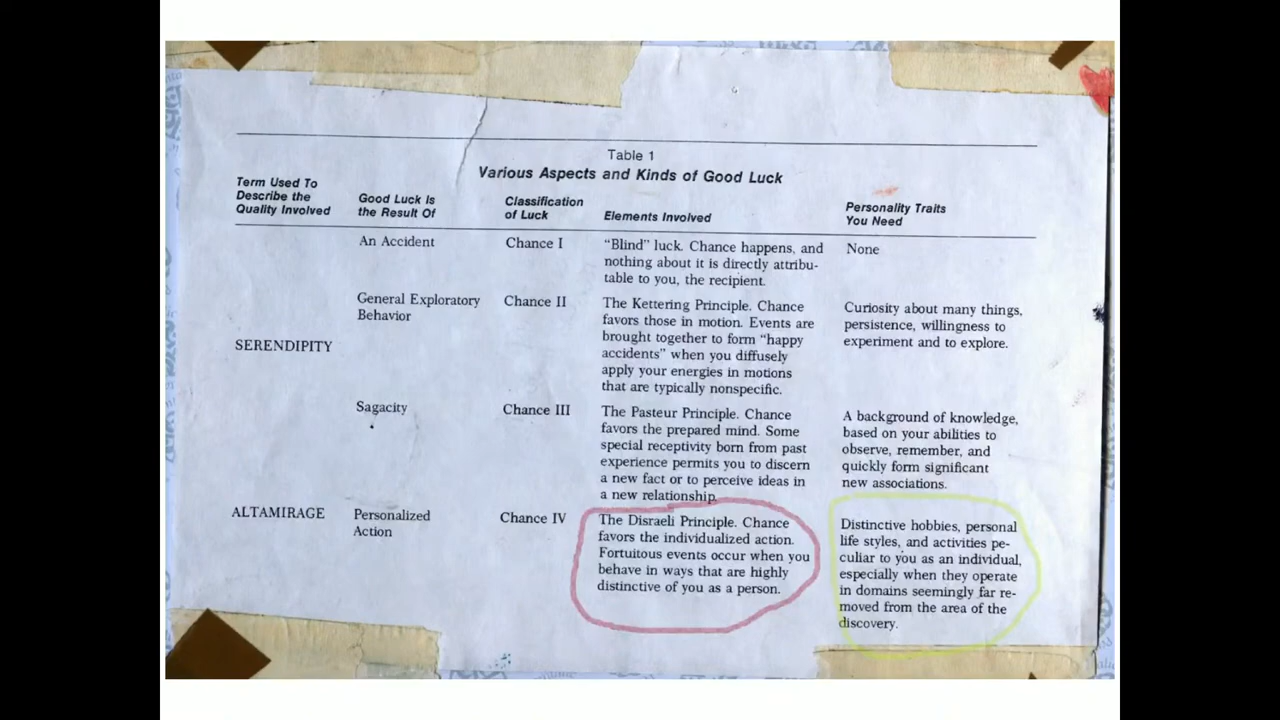 Table 1
Various Aspects and Kinds of Good Luck
Term Used To
Describe the
Quality Involved
Good Luck Is
the Result Of
Classification
of Luck
Elements Involved
Personality Traits
You Need
An Accident
Chance I
“Blind” luck. Chance happens, and
nothing about it is directly attribu-
table to you, the recipient.
None
SERENDIPITY
General Exploratory
Behavior
Chance II
The Kettering Principle. Chance
favors those in motion. Events are
brought together to form “happy
accidents” when you diffusely
apply your energies in motions
that are typically nonspecific.
Curiosity about many things,
persistence, willingness to
experiment and to explore.
Sagacity
Chance III
The Pasteur Principle. Chance
favors the prepared mind. Some
special receptivity born from past
experience permits you to discern
a new fact or to perceive ideas in
a new relationship.
A background of knowledge,
based on your abilities to
observe, remember, and
quickly form significant
new associations.
ALTAMIRAGE
Personalized
Action
Chance IV
The Disraeli Principle. Chance
favors the individualized action.
Fortuitous events occur when you
behave in ways that are highly
distinctive of you as a person.
Distinctive hobbies, personal
life styles, and activities pe-
culiar to you as an individual,
especially when they operate
in domains seemingly far re-
moved from the area of the
discovery.